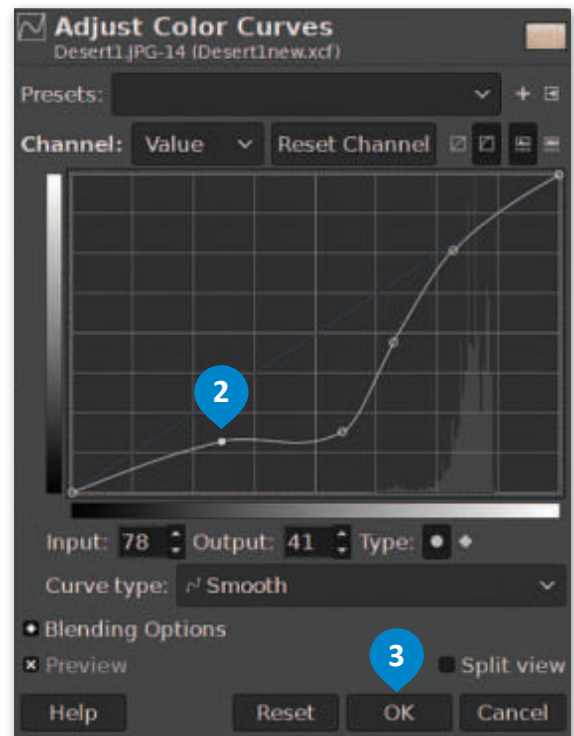 Adjust Color Curves
Desert1.JPG-14 (Desert1new.xcf)
Presets:
Channel: Value Reset Channel
2
Input: 78 Output: 41 Type:
Curve type: Smooth
Blending Options
Preview
3
Split view
Help Reset OK Cancel